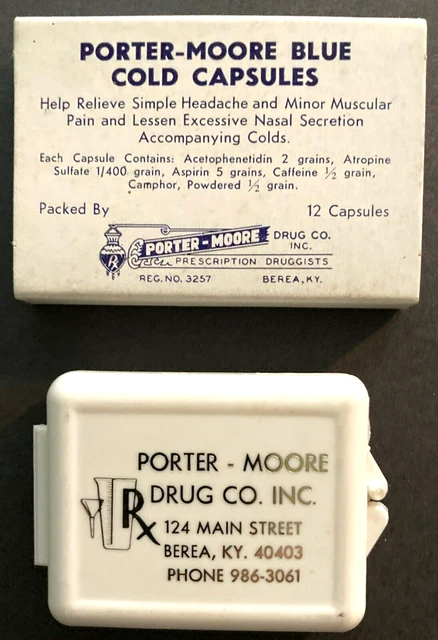 PORTER-MOORE BLUE
COLD CAPSULES
Help Relieve Simple Headache and Minor Muscular
Pain and Lessen Excessive Nasal Secretion
Accompanying Colds.
Each Capsule Contains: Acetophenetidin 2 grains, Atropine
Sulfate 1/400 grain, Aspirin 5 grains, Caffeine ½ grain,
Camphor, Powdered ½ grain.
Packed By 12 Capsules
Rx PORTER-MOORE DRUG CO.
INC.
PRESCRIPTION DRUGGISTS
REG. NO. 3257 BEREA, KY.
PORTER - MOORE
Rx DRUG CO. INC.
124 MAIN STREET
BEREA, KY. 40403
PHONE 986-3061